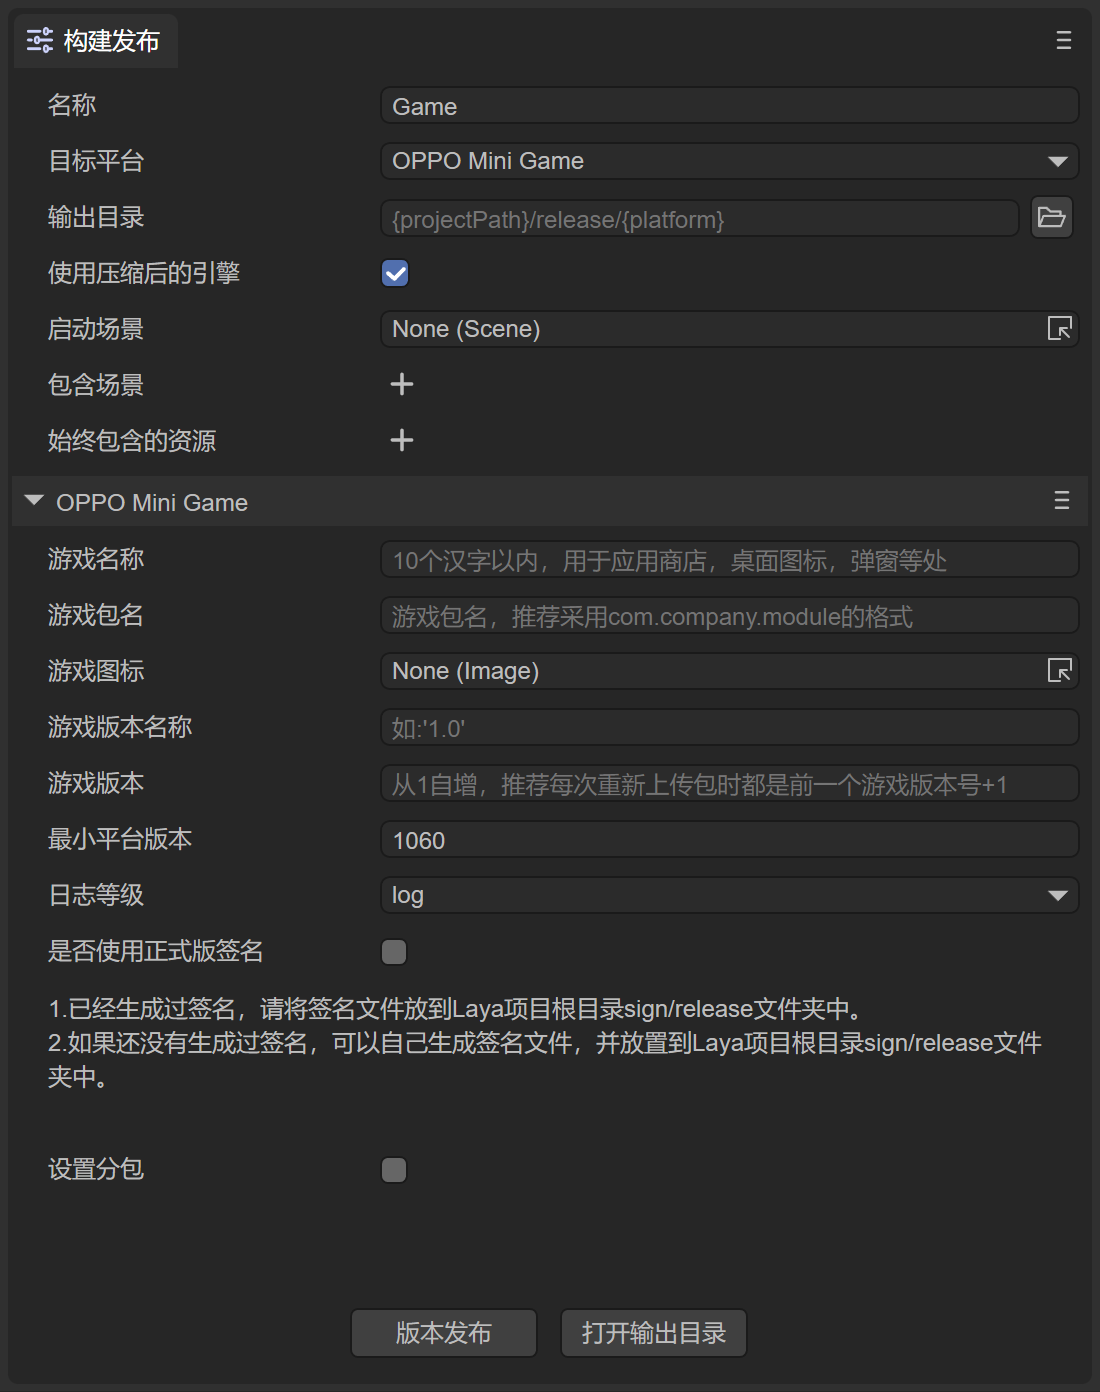 构建发布
名称 Game
目标平台 OPPO Mini Game
输出目录 {projectPath}/release/{platform}
使用压缩后的引擎
启动场景 None (Scene)
包含场景
始终包含的资源
OPPO Mini Game
游戏名称 10个汉字以内，用于应用商店，桌面图标，弹窗等处
游戏包名 游戏包名，推荐采用com.company.module的格式
游戏图标 None (Image)
游戏版本名称 如:'1.0'
游戏版本 从1自增，推荐每次重新上传包时都是前一个游戏版本号+1
最小平台版本 1060
日志等级 log
是否使用正式版签名
1.已经生成过签名，请将签名文件放到Laya项目根目录sign/release文件夹中。
2.如果还没有生成过签名，可以自己生成签名文件，并放置到Laya项目根目录sign/release文件
夹中。
设置分包
版本发布 打开输出目录